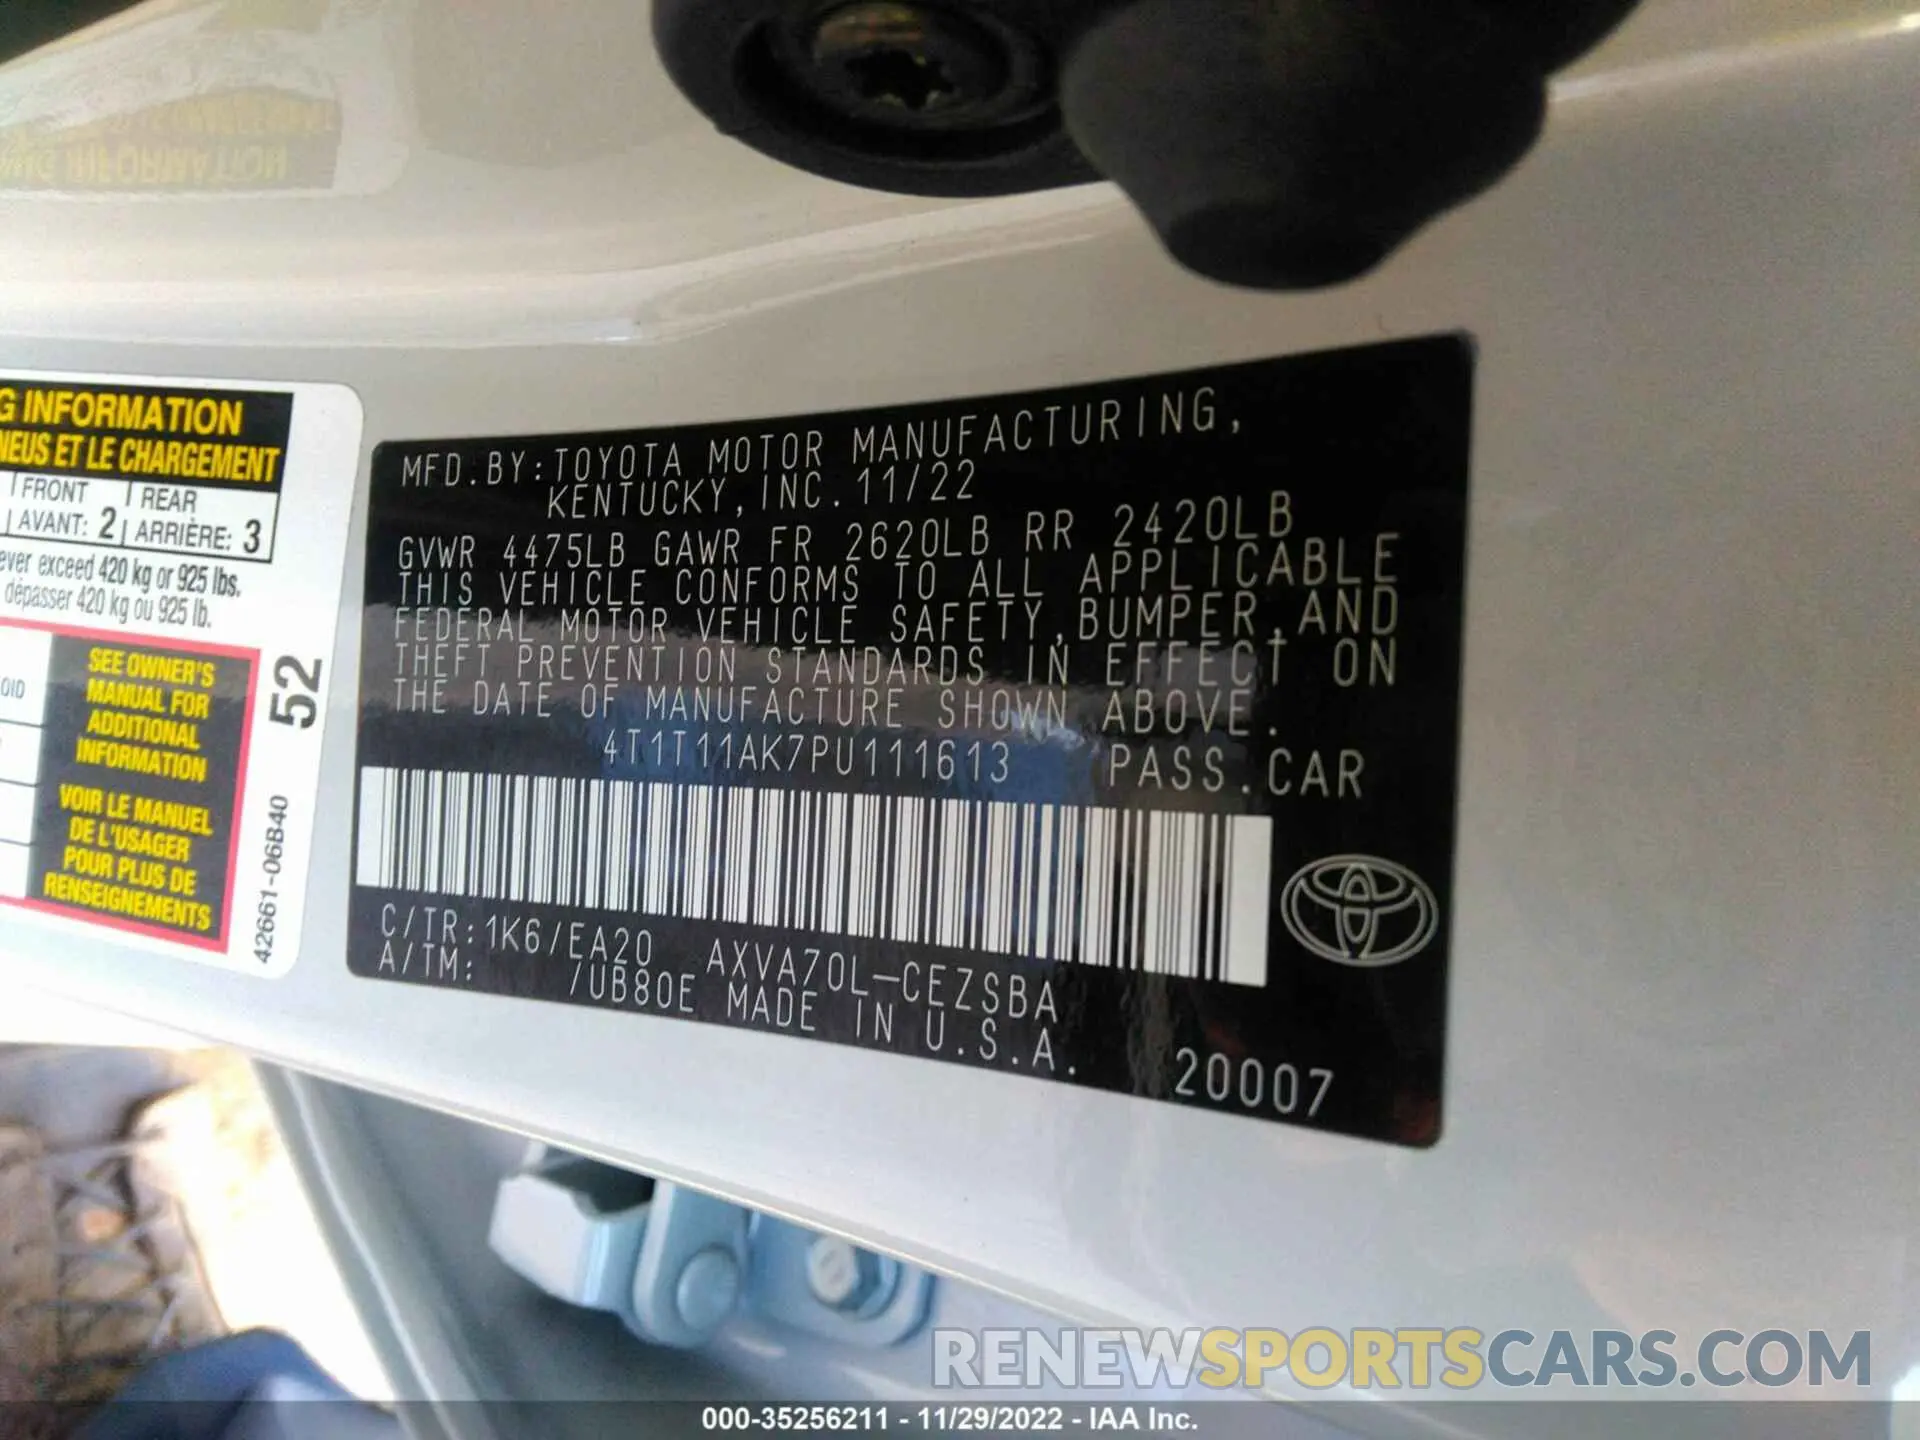 G INFORMATION
NEUS ET LE CHARGEMENT
FRONT REAR
AVANT: 2 ARRIÈRE: 3
ever exceed 420 kg or 925 lbs.
dépasser 420 kg ou 925 lb.
OID
SEE OWNER'S
MANUAL FOR
ADDITIONAL
INFORMATION
VOIR LE MANUEL
DE L'USAGER
POUR PLUS DE
RENSEIGNEMENTS
52
42661-06B40
MFD.BY:TOYOTA MOTOR MANUFACTURING,
KENTUCKY,INC.11/22
GVWR 4475LB GAWR FR 2620LB RR 2420LB
THIS VEHICLE CONFORMS TO ALL APPLICABLE
FEDERAL MOTOR VEHICLE SAFETY,BUMPER,AND
THEFT PREVENTION STANDARDS IN EFFECT ON
THE DATE OF MANUFACTURE SHOWN ABOVE.
4T1T11AK7PU111613 PASS.CAR
C/TR:1K6/EA20 AXVA70L-CEZSBA
A/TM: /UB80E MADE IN U.S.A.
20007
RENEWSPORTSCARS.COM
000-35256211 - 11/29/2022 - IAA Inc.